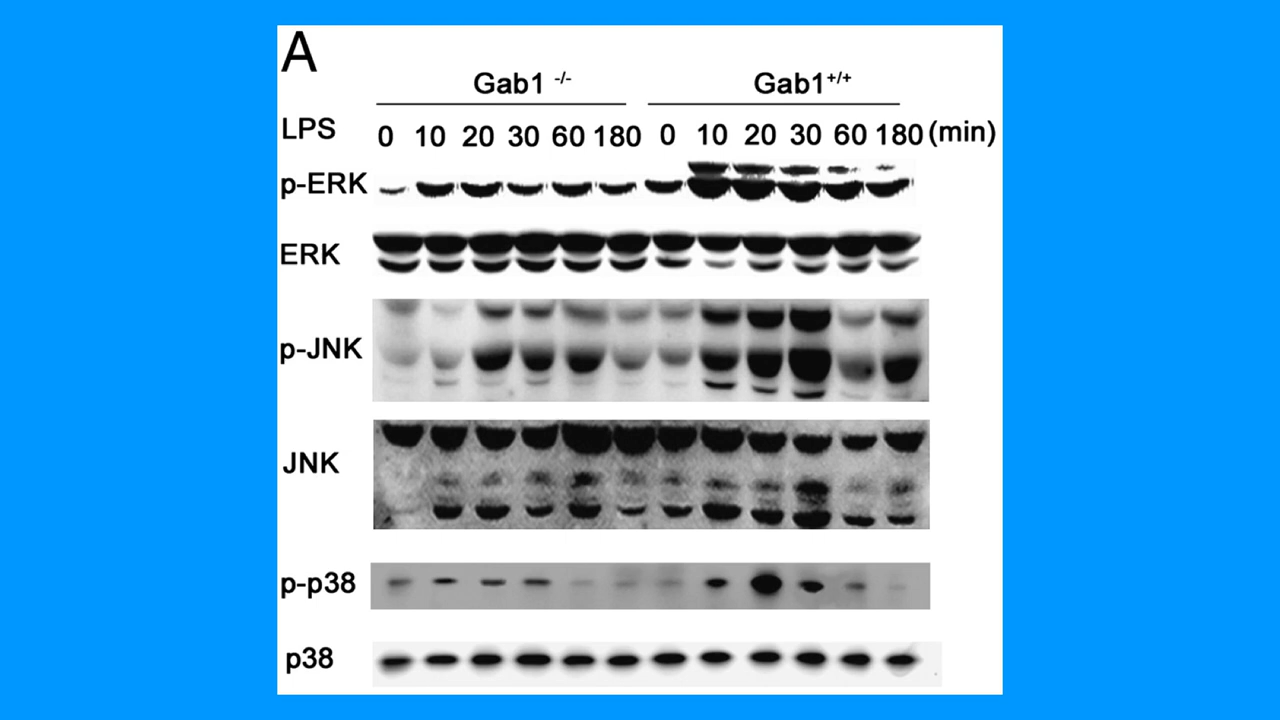 A
Gab1 -/- Gab1+/+
LPS 0 10 20 30 60 180 0 10 20 30 60 180 (min)
p-ERK
ERK
p-JNK
JNK
p-p38
p38